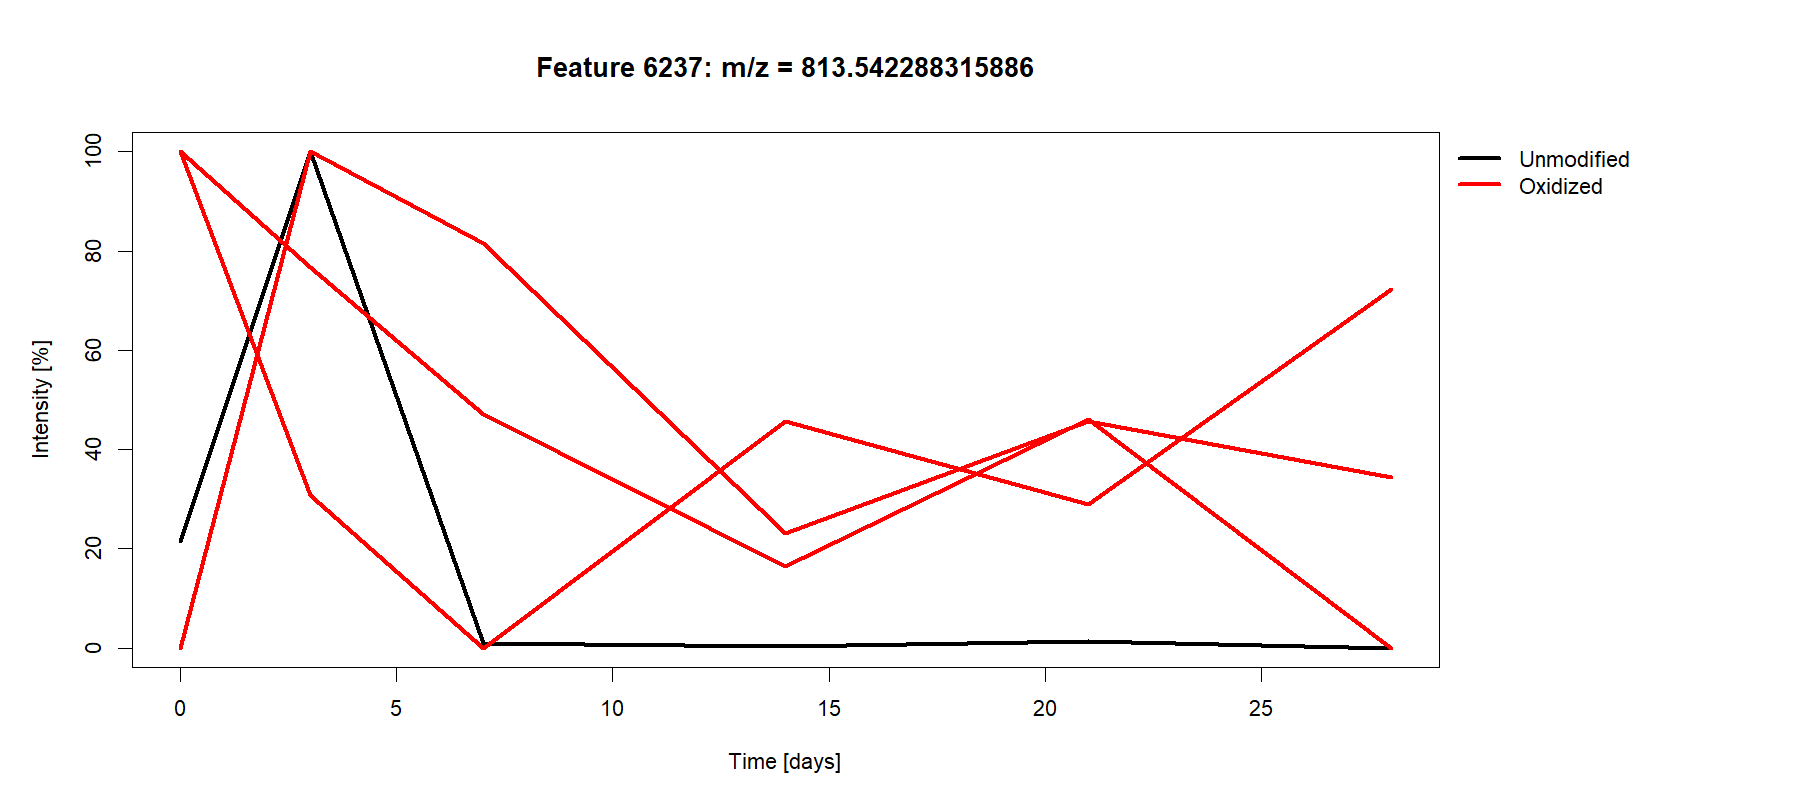 Feature 6237: m/z = 813.542288315886
Unmodified
Oxidized
Intensity [%]
100
80
60
40
20
0
0 5 10 15 20 25
Time [days]